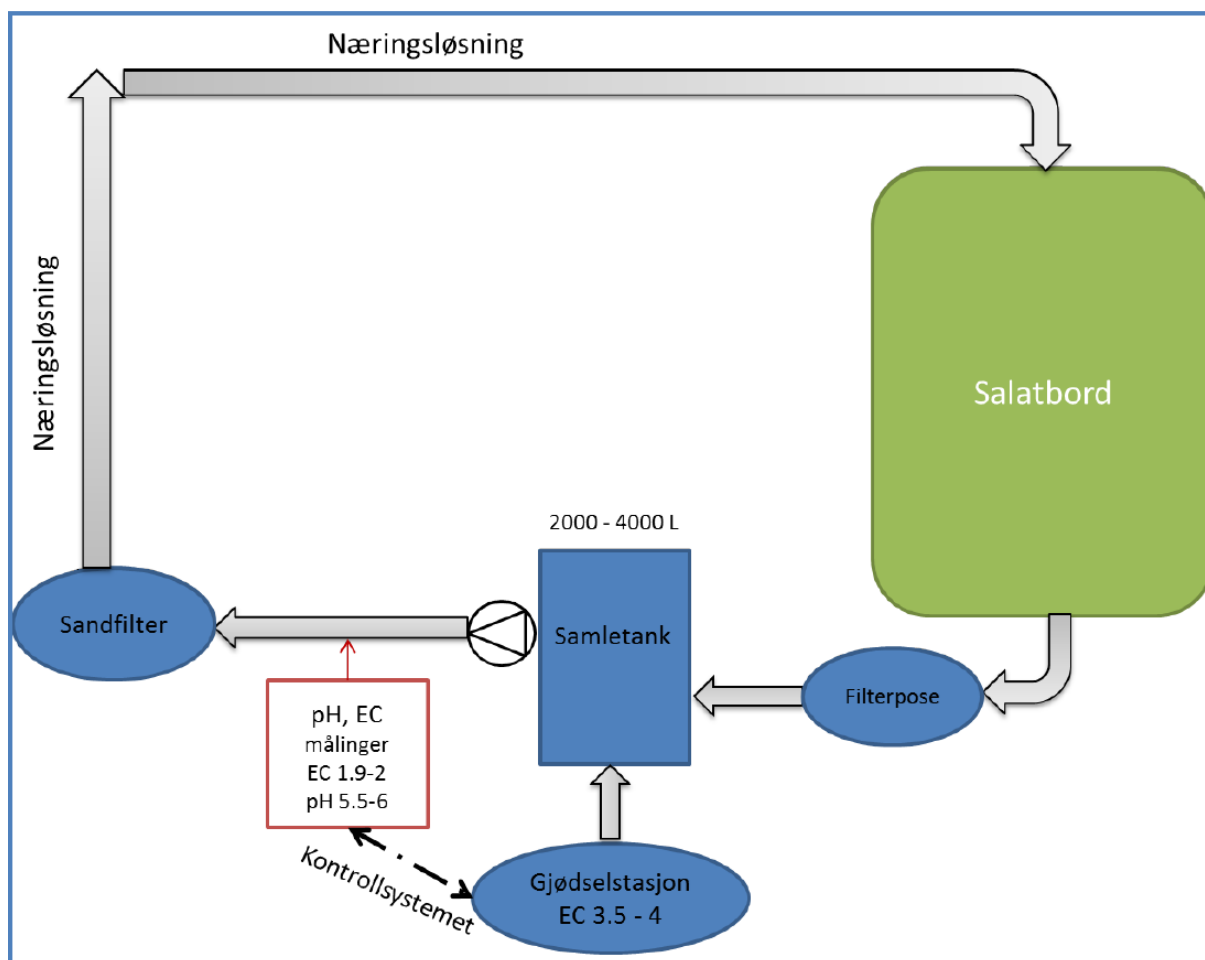 Næringsløsning
Næringsløsning
Salatbord
2000 - 4000 L
Sandfilter
Samletank
Filterpose
pH, EC
målinger
EC 1.9-2
pH 5.5-6
Kontrollsystemet
Gjødselstasjon
EC 3.5 - 4